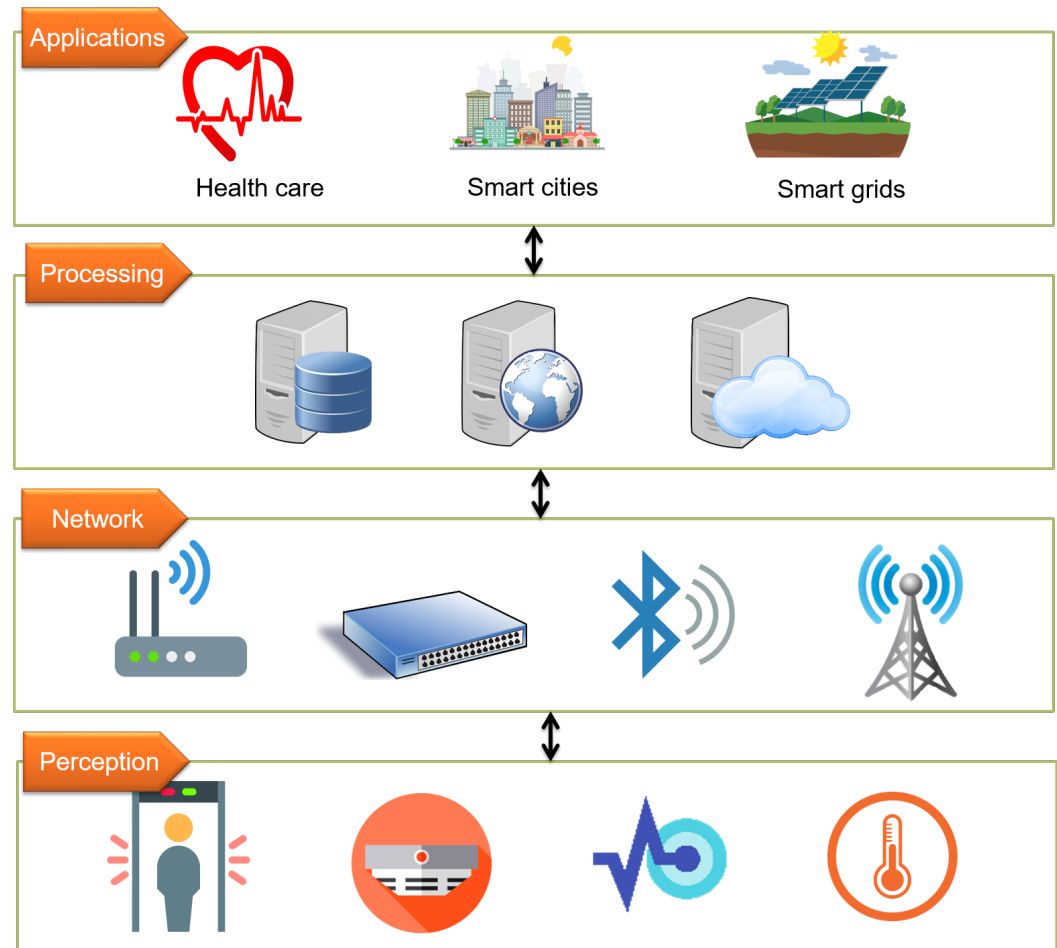 Applications
Health care
Smart cities
Smart grids
Processing
Network
Perception